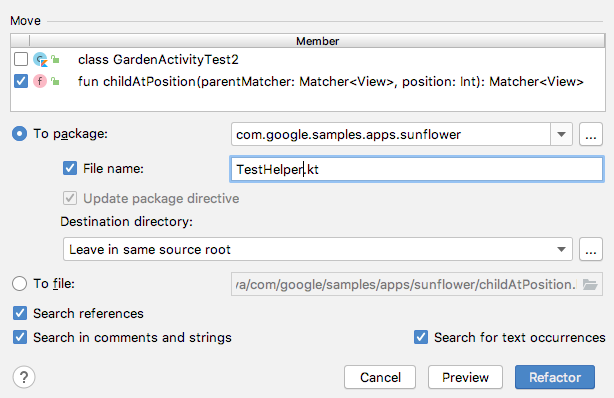 Move
Member
class GardenActivityTest2
fun childAtPosition(parentMatcher: Matcher<View>, position: Int): Matcher<View>
To package:
com.google.samples.apps.sunflower
...
File name:
TestHelper.kt
Update package directive
Destination directory:
Leave in same source root
...
To file:
va/com/google/samples/apps/sunflower/childAtPosition.
Search references
Search in comments and strings
Search for text occurrences
?
Cancel
Preview
Refactor